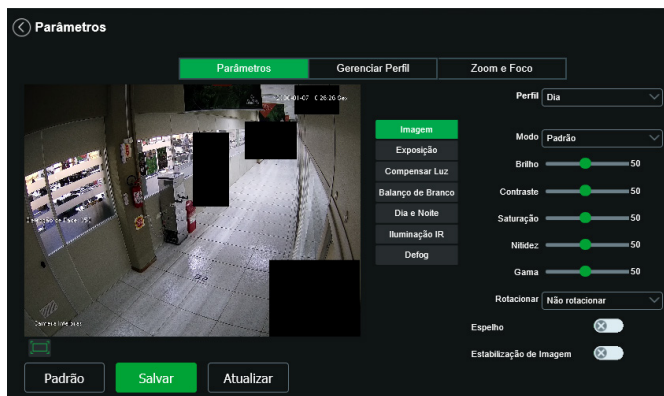 Parâmetros
Parâmetros
Gerenciar Perfil
Zoom e Foco
Perfil
Dia
Imagem
Exposição
Compensar Luz
Balanço de Branco
Dia e Noite
Iluminação IR
Defog
Modo
Padrão
Brilho
50
Contraste
50
Saturação
50
Nitidez
50
Gama
50
Rotacionar
Não rotacionar
Espelho
Estabilização de Imagem
Padrão
Salvar
Atualizar